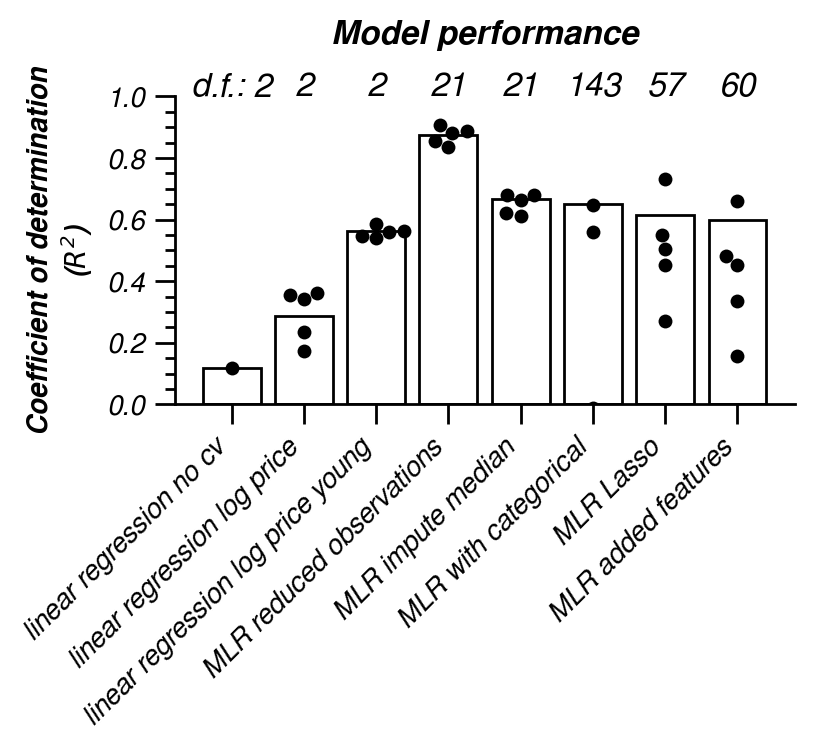 Model performance
d.f.: 2 2 2 21 21 143 57 60
Coefficient of determination
(R²)
1.0
0.8
0.6
0.4
0.2
0.0
linear regression no cv
linear regression log price
linear regression log price young
MLR reduced observations
MLR impute median
MLR with categorical
MLR Lasso
MLR added features